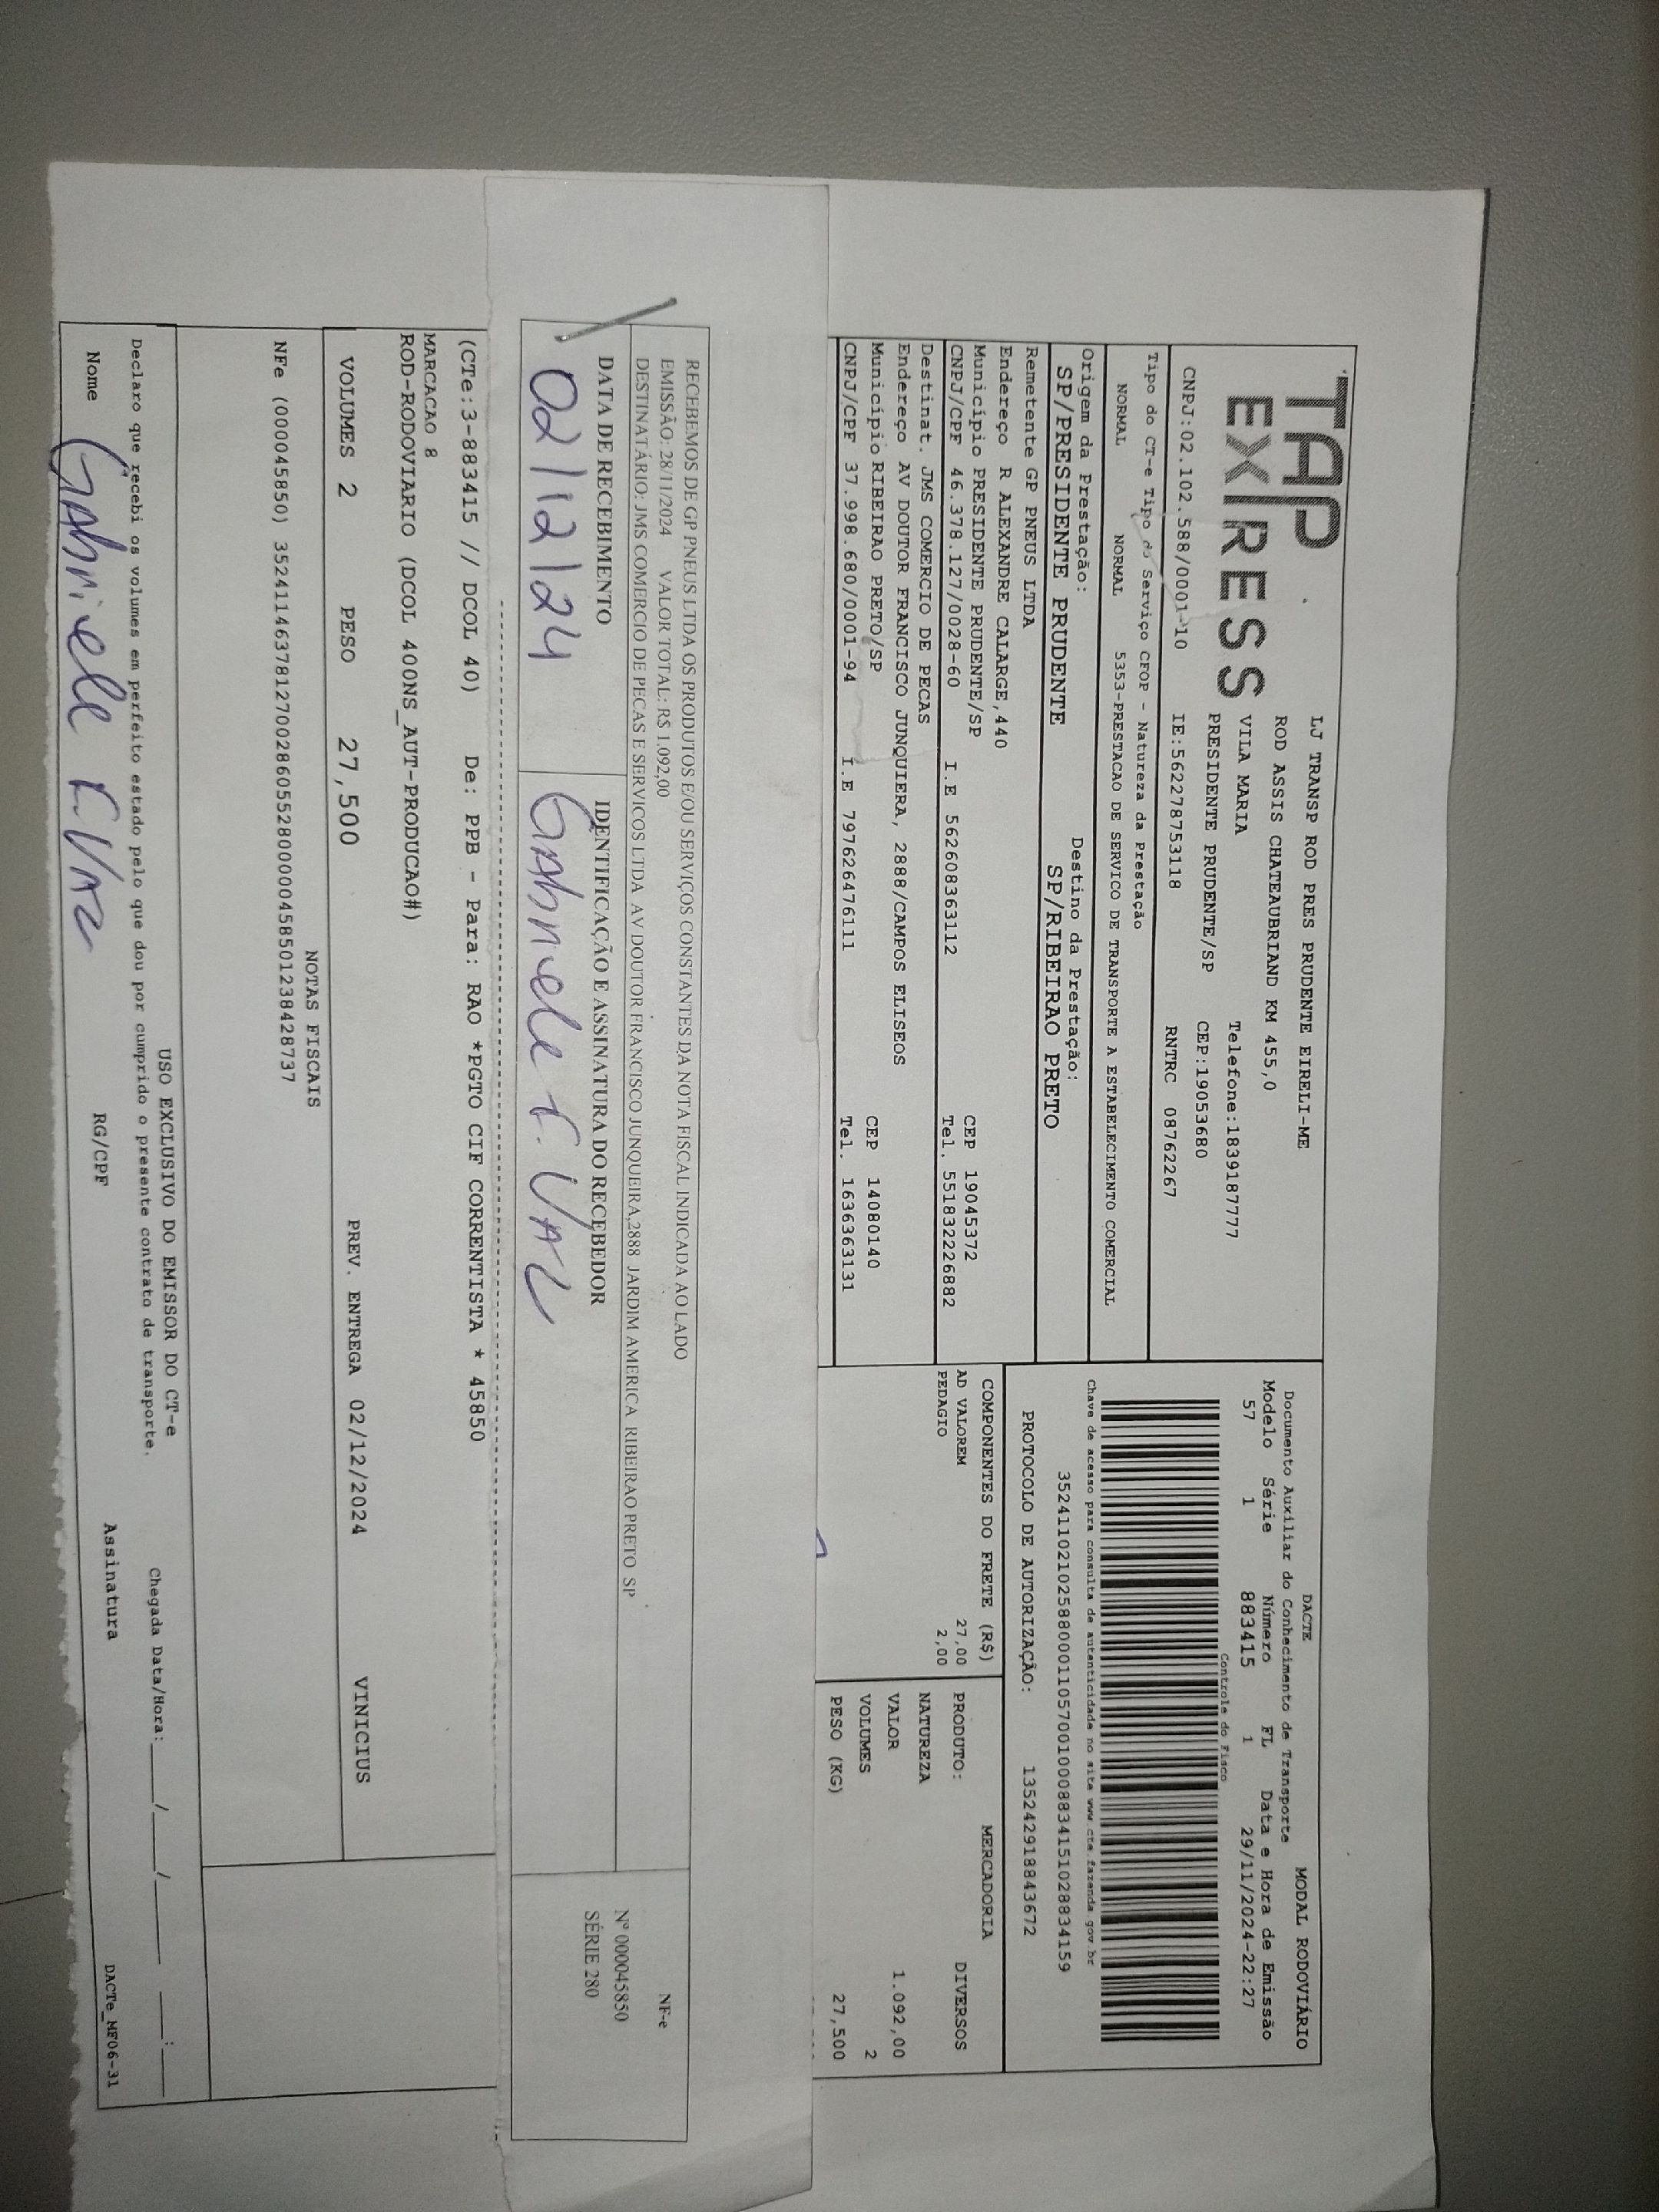 TAP
EXPRESS
LJ TRANSP ROD PRES PRUDENTE EIRELI-ME
ROD ASSIS CHATEAUBRIAND KM 455,0
VILA MARIA Telefone:1839187777
PRESIDENTE PRUDENTE/SP CEP:19053680
CNPJ:02.102.588/0001-10 IE:562278753118 RNTRC 08762267
DACTE MODAL RODOVIÁRIO
Documento Auxiliar do Conhecimento de Transporte
Modelo Série Número FL Data e Hora de Emissão
57 1 883415 1 29/11/2024-22:27
Controle do Fisco
Tipo do CT-e Tipo do Serviço CFOP - Natureza da Prestação
NORMAL NORMAL 5353-PRESTACAO DE SERVICO DE TRANSPORTE A ESTABELECIMENTO COMERCIAL
Chave de acesso para consulta de autenticidade no site www.cte.fazenda.gov.br
35241102102588000110570010008834151028834159
Origem da Prestação: Destino da Prestação:
SP/PRESIDENTE PRUDENTE SP/RIBEIRAO PRETO
PROTOCOLO DE AUTORIZAÇÃO: 135242918843672
Remetente GP PNEUS LTDA
Endereço R ALEXANDRE CALARGE,440
Município PRESIDENTE PRUDENTE/SP CEP 19045372
CNPJ/CPF 46.378.127/0028-60 I.E 562608363112 Tel. 5518322226882
Destinat. JMS COMERCIO DE PECAS
Endereço AV DOUTOR FRANCISCO JUNQUIERA, 2888/CAMPOS ELISEOS
Município RIBEIRAO PRETO/SP CEP 14080140
CNPJ/CPF 37.998.680/0001-94 I.E 797626476111 Tel. 1636363131
COMPONENTES DO FRETE (R$)
AD VALOREM 27,00
PEDAGIO 2,00
MERCADORIA
PRODUTO: DIVERSOS
NATUREZA
VALOR 1.092,00
VOLUMES 2
PESO (KG) 27,500
RECEBEMOS DE GP PNEUS LTDA OS PRODUTOS E/OU SERVIÇOS CONSTANTES DA NOTA FISCAL INDICADA AO LADO
EMISSÃO: 28/11/2024 VALOR TOTAL: R$ 1.092,00
DESTINATÁRIO: JMS COMERCIO DE PECAS E SERVICOS LTDA AV DOUTOR FRANCISCO JUNQUEIRA,2888 JARDIM AMERICA RIBEIRAO PRETO SP
DATA DE RECEBIMENTO IDENTIFICAÇÃO E ASSINATURA DO RECEBEDOR
02/12/24 Gabriele F. VAZ
NF-e
Nº 000045850
SÉRIE 280
(CTe:3-883415 // DCOL 40) De: PPB - Para: RAO *PGTO CIF CORRENTISTA * 45850
MARCACAO 8
ROD-RODOVIARIO (DCOL 400NS_AUT-PRODUCAO#)
VOLUMES 2 PESO 27,500 PREV. ENTREGA 02/12/2024 VINICIUS
NOTAS FISCAIS
NFe (000045850) 35241146378127002860552800000458501238428737
USO EXCLUSIVO DO EMISSOR DO CT-e
Declaro que recebi os volumes em perfeito estado pelo que dou por cumprido o presente contrato de transporte. Chegada Data/Hora:____/____/______ ____:____
Nome Gabriele F. VAZ RG/CPF Assinatura
DACTe_MF06-31